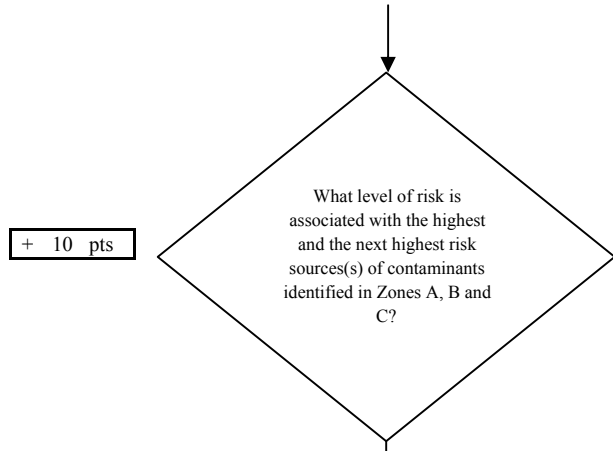 What level of risk is
associated with the highest
and the next highest risk
sources(s) of contaminants
identified in Zones A, B and
C?
+ 10 pts